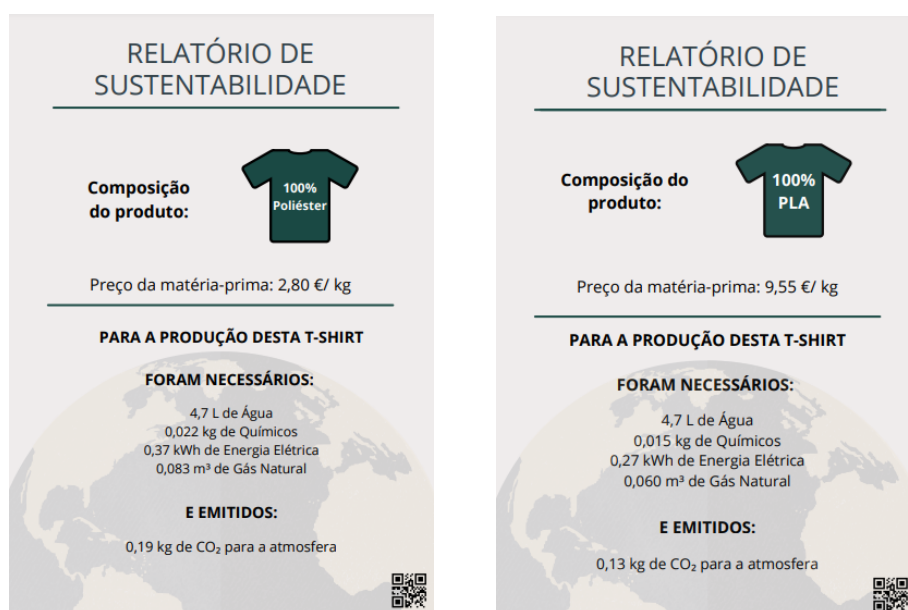 RELATÓRIO DE
SUSTENTABILIDADE
Composição
do produto:
100%
Poliéster
Preço da matéria-prima: 2,80 €/ kg
PARA A PRODUÇÃO DESTA T-SHIRT
FORAM NECESSÁRIOS:
4,7 L de Água
0,022 kg de Químicos
0,37 kWh de Energia Elétrica
0,083 m³ de Gás Natural
E EMITIDOS:
0,19 kg de CO₂ para a atmosfera
RELATÓRIO DE
SUSTENTABILIDADE
Composição do
produto:
100%
PLA
Preço da matéria-prima: 9,55 €/ kg
PARA A PRODUÇÃO DESTA T-SHIRT
FORAM NECESSÁRIOS:
4,7 L de Água
0,015 kg de Químicos
0,27 kWh de Energia Elétrica
0,060 m³ de Gás Natural
E EMITIDOS:
0,13 kg de CO₂ para a atmosfera